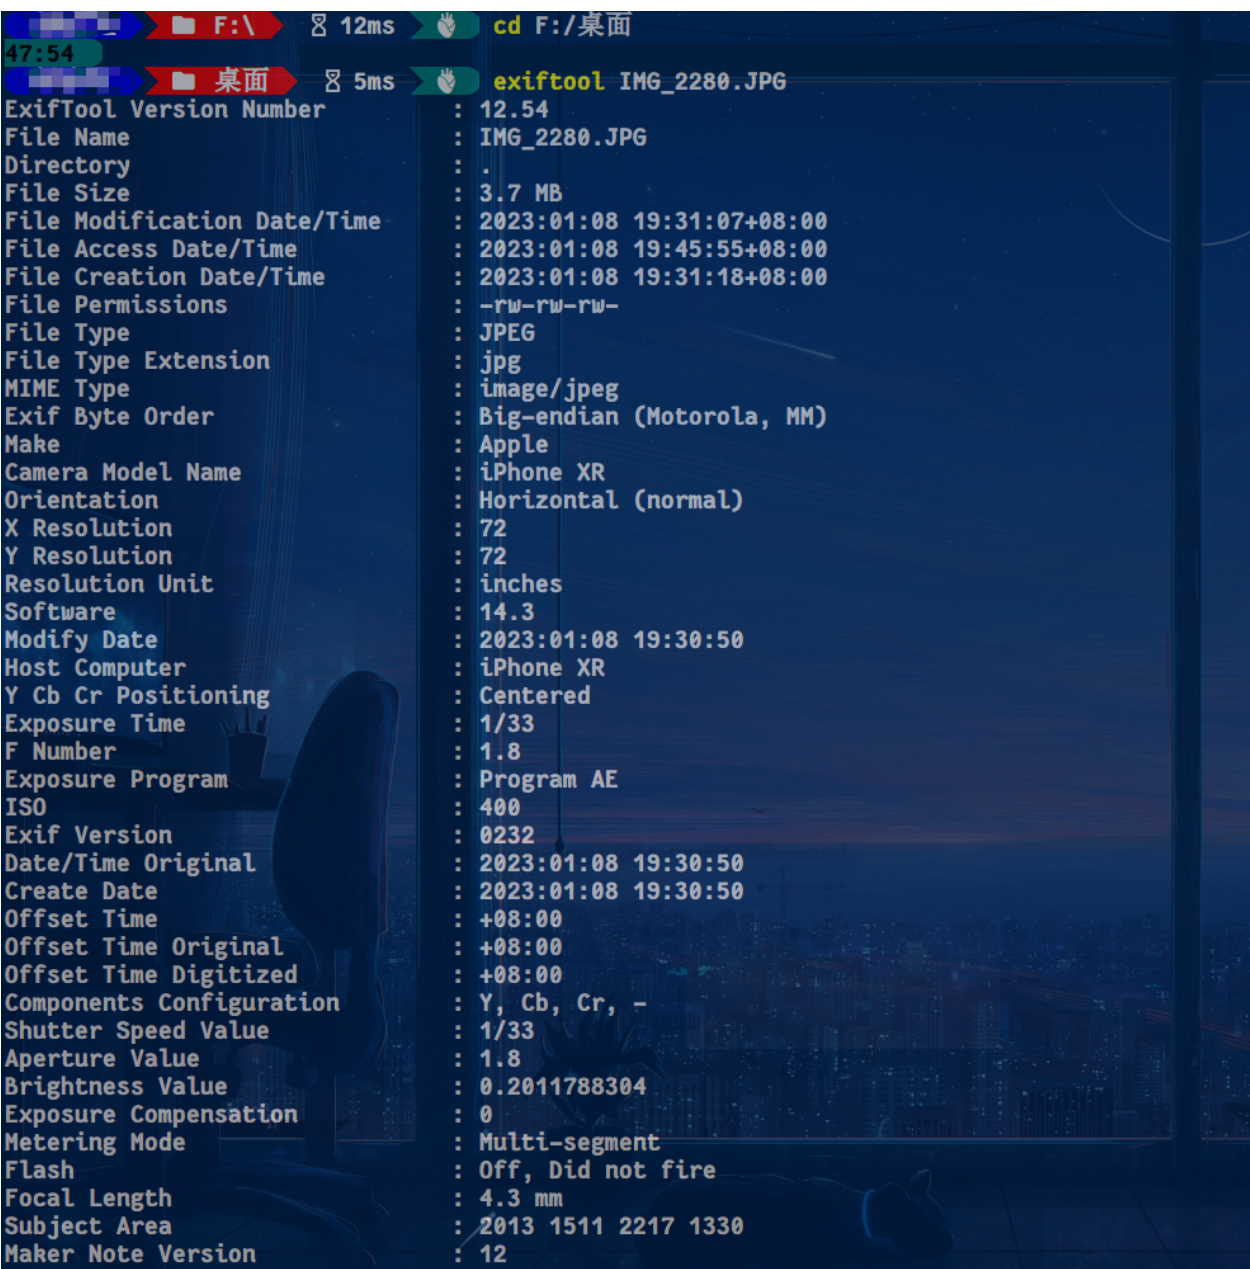 F:\ 12ms cd F:/桌面
47:54
桌面 5ms exiftool IMG_2280.JPG
ExifTool Version Number : 12.54
File Name : IMG_2280.JPG
Directory : .
File Size : 3.7 MB
File Modification Date/Time : 2023:01:08 19:31:07+08:00
File Access Date/Time : 2023:01:08 19:45:55+08:00
File Creation Date/Time : 2023:01:08 19:31:18+08:00
File Permissions : -rw-rw-rw-
File Type : JPEG
File Type Extension : jpg
MIME Type : image/jpeg
Exif Byte Order : Big-endian (Motorola, MM)
Make : Apple
Camera Model Name : iPhone XR
Orientation : Horizontal (normal)
X Resolution : 72
Y Resolution : 72
Resolution Unit : inches
Software : 14.3
Modify Date : 2023:01:08 19:30:50
Host Computer : iPhone XR
Y Cb Cr Positioning : Centered
Exposure Time : 1/33
F Number : 1.8
Exposure Program : Program AE
ISO : 400
Exif Version : 0232
Date/Time Original : 2023:01:08 19:30:50
Create Date : 2023:01:08 19:30:50
Offset Time : +08:00
Offset Time Original : +08:00
Offset Time Digitized : +08:00
Components Configuration : Y, Cb, Cr, -
Shutter Speed Value : 1/33
Aperture Value : 1.8
Brightness Value : 0.2011788304
Exposure Compensation : 0
Metering Mode : Multi-segment
Flash : Off, Did not fire
Focal Length : 4.3 mm
Subject Area : 2013 1511 2217 1330
Maker Note Version : 12